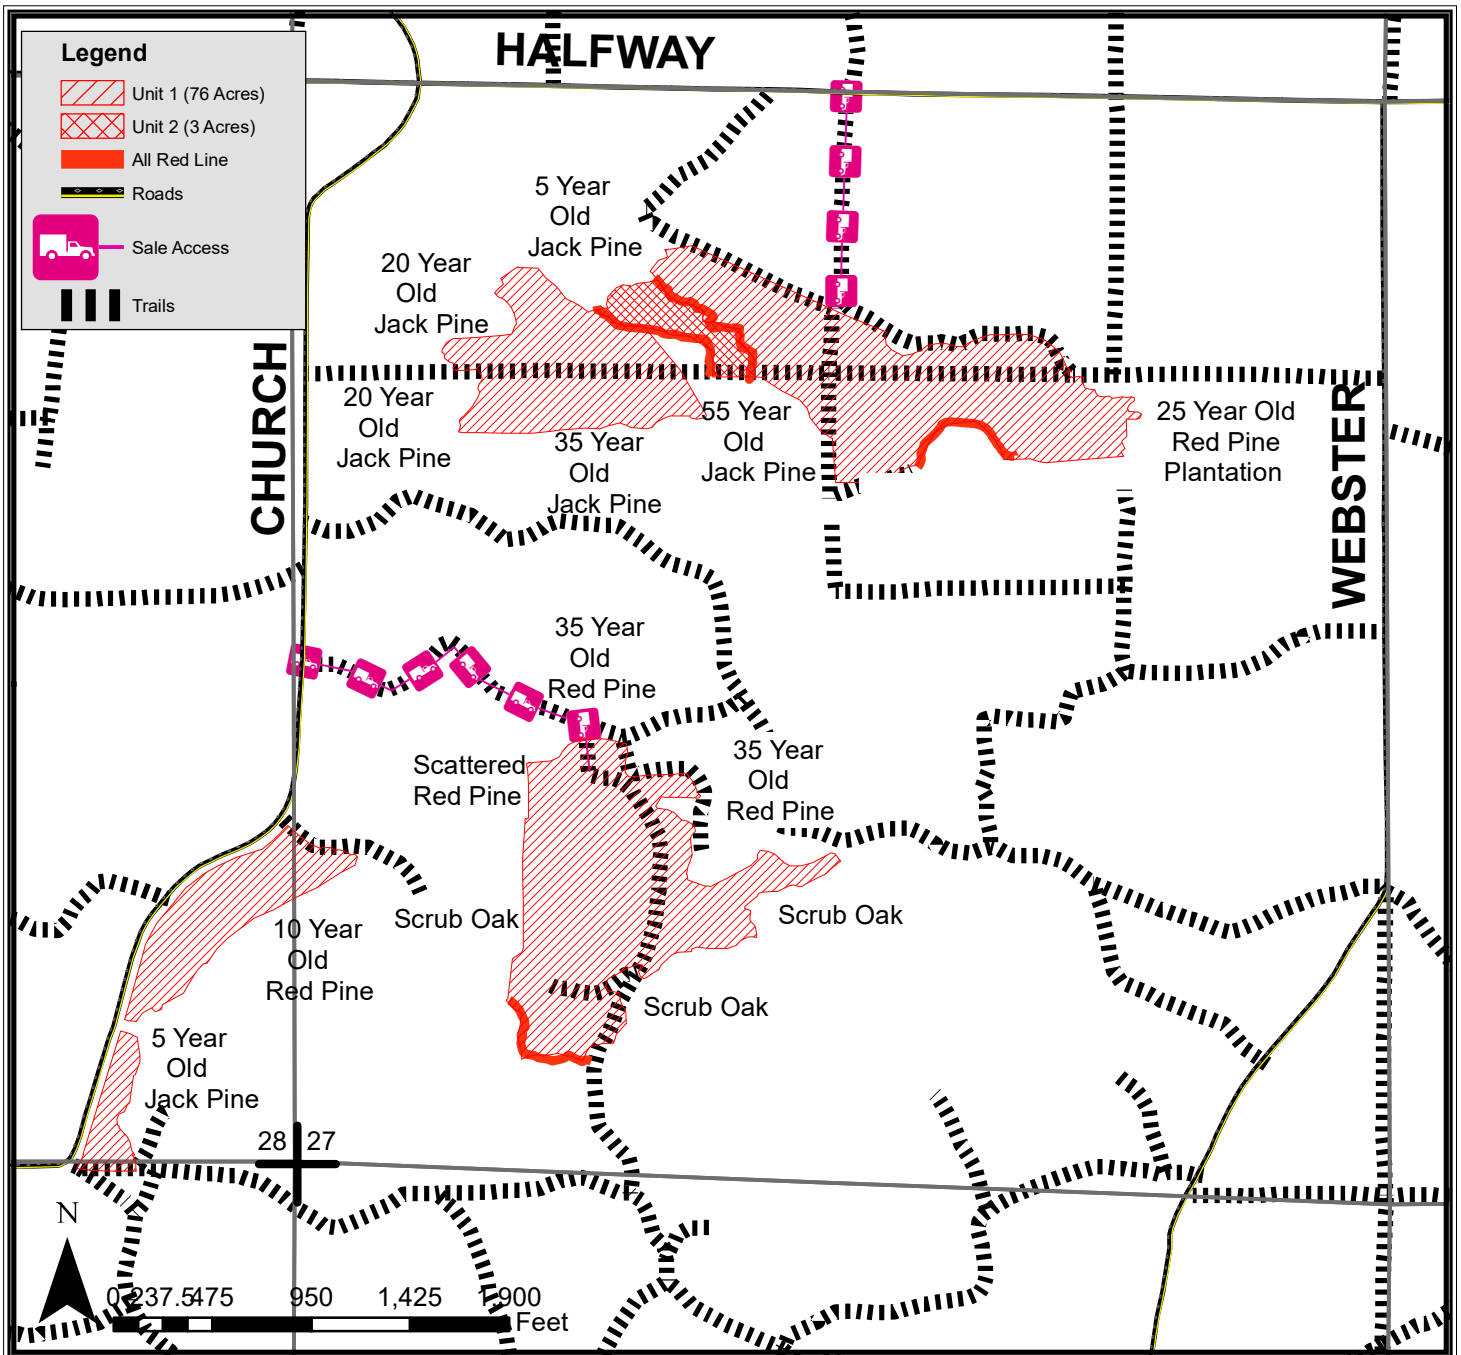 HALFWAY
Legend
Unit 1 (76 Acres)
Unit 2 (3 Acres)
All Red Line
Roads
Sale Access
Trails
5 Year
Old
Jack Pine
20 Year
Old
Jack Pine
CHURCH
20 Year
Old
Jack Pine
35 Year
Old
Jack Pine
55 Year
Old
Jack Pine
25 Year Old
Red Pine
Plantation
WEBSTER
35 Year
Old
Red Pine
Scattered
Red Pine
35 Year
Old
Red Pine
Scrub Oak
Scrub Oak
10 Year
Old
Red Pine
Scrub Oak
5 Year
Old
Jack Pine
28 27
N
0 237.5 475 950 1,425 1,900
Feet